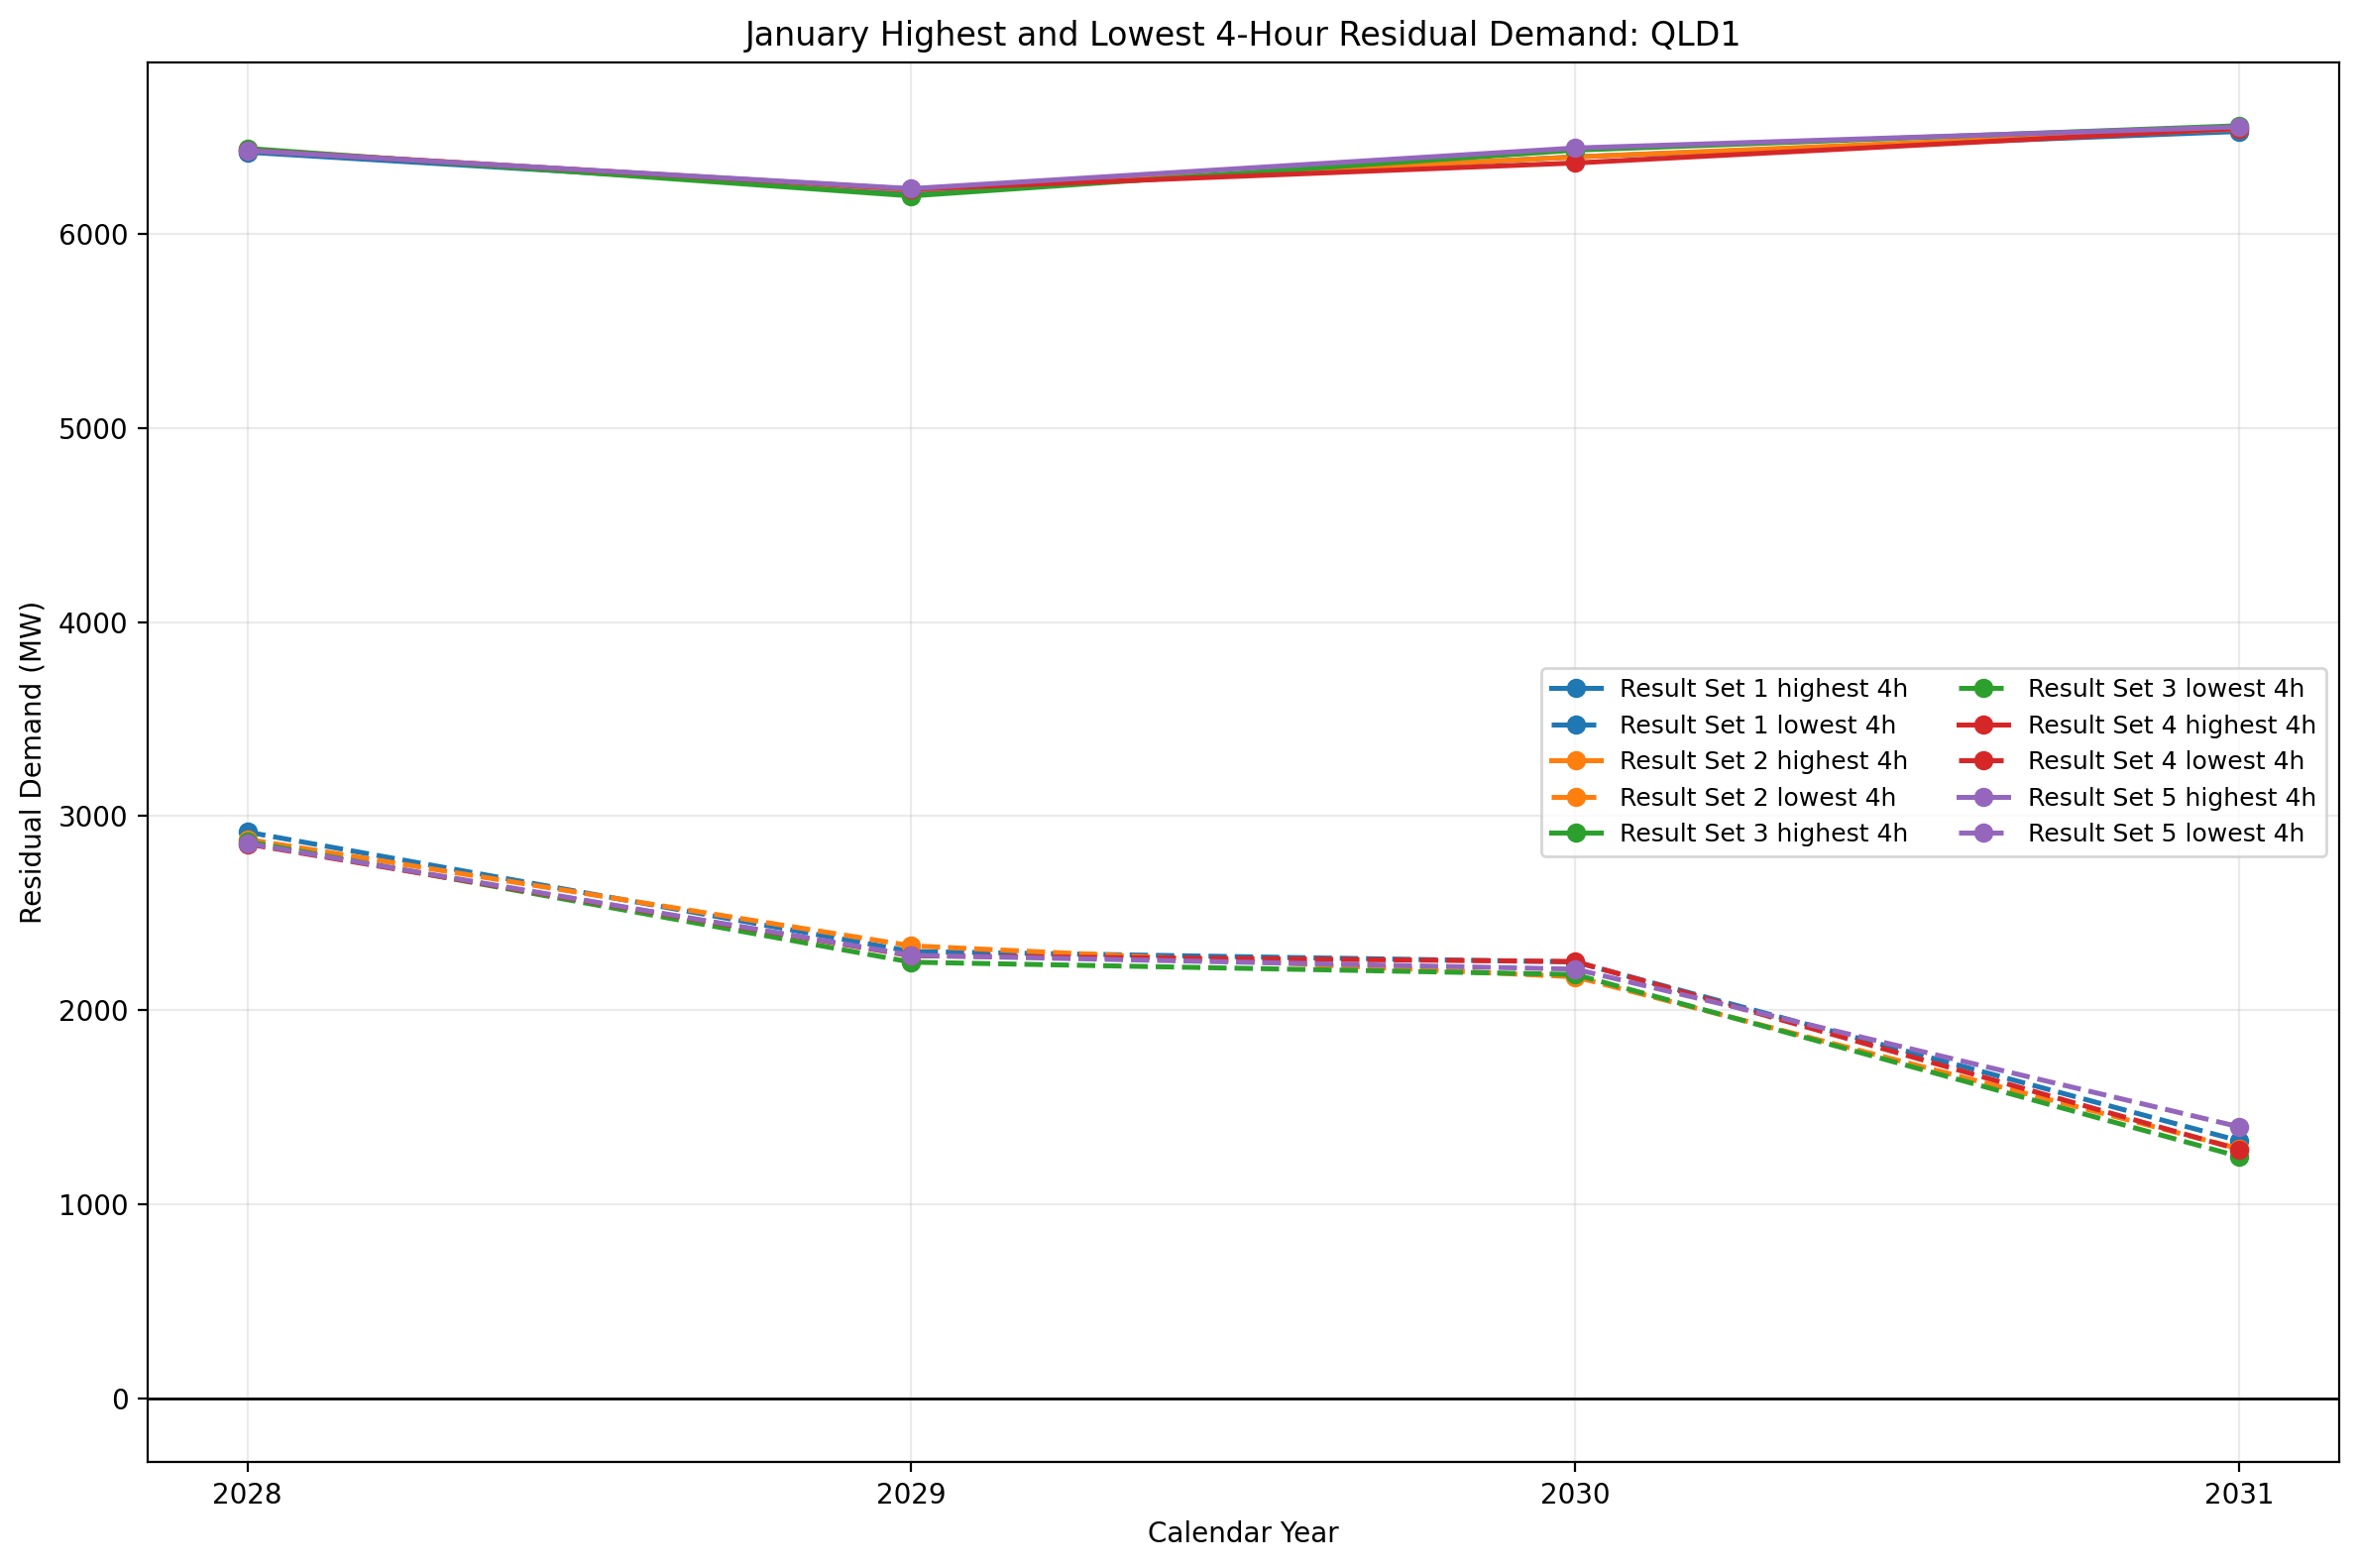 January Highest and Lowest 4-Hour Residual Demand: QLD1
Residual Demand (MW)
6000
5000
4000
3000
2000
1000
0
Result Set 1 highest 4h
Result Set 1 lowest 4h
Result Set 2 highest 4h
Result Set 2 lowest 4h
Result Set 3 highest 4h
Result Set 3 lowest 4h
Result Set 4 highest 4h
Result Set 4 lowest 4h
Result Set 5 highest 4h
Result Set 5 lowest 4h
2028 2029 2030 2031
Calendar Year